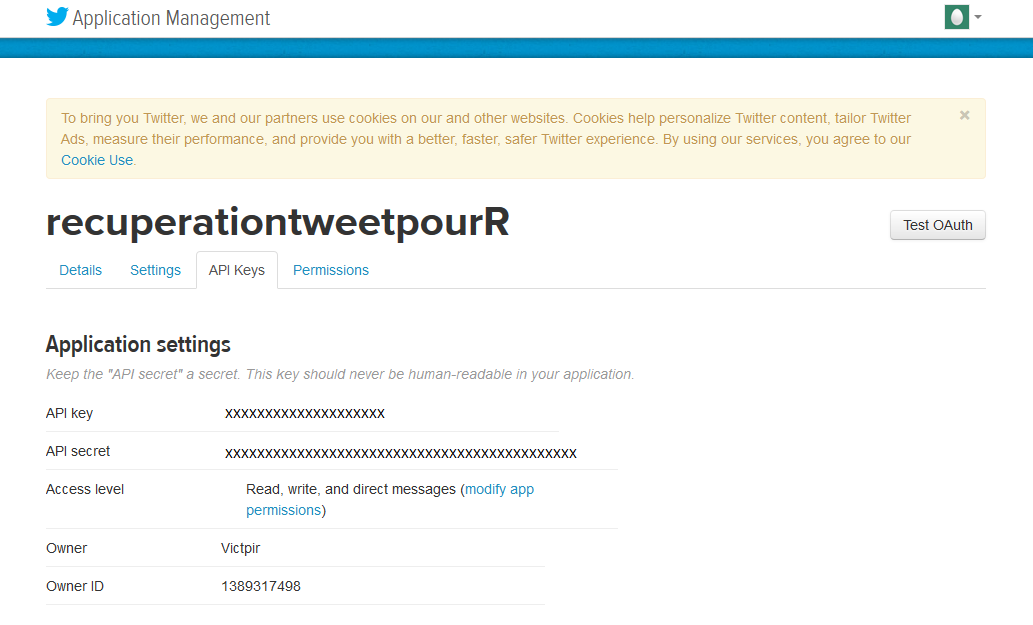 Application Management
To bring you Twitter, we and our partners use cookies on our and other websites. Cookies help personalize Twitter content, tailor Twitter
Ads, measure their performance, and provide you with a better, faster, safer Twitter experience. By using our services, you agree to our
Cookie Use.
recuperationtweetpourR
Test OAuth
Details Settings API Keys Permissions
Application settings
Keep the "API secret" a secret. This key should never be human-readable in your application.
API key xxxxxxxxxxxxxxxxxxxx
API secret xxxxxxxxxxxxxxxxxxxxxxxxxxxxxxxxxxxxxxxxxxxx
Access level Read, write, and direct messages (modify app
permissions)
Owner Victpir
Owner ID 1389317498